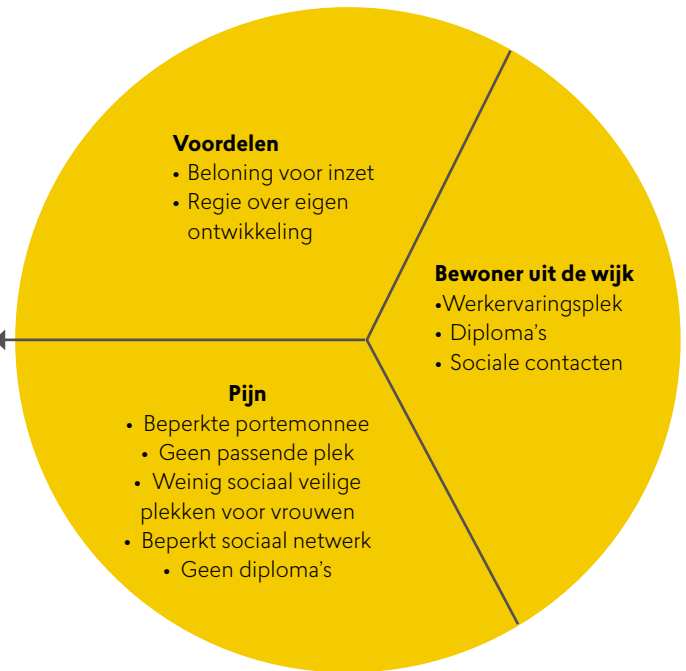 Voordelen
• Beloning voor inzet
• Regie over eigen
ontwikkeling
Bewoner uit de wijk
•Werkervaringsplek
• Diploma's
• Sociale contacten
Pijn
• Beperkte portemonnee
• Geen passende plek
• Weinig sociaal veilige
plekken voor vrouwen
• Beperkt sociaal netwerk
• Geen diploma's